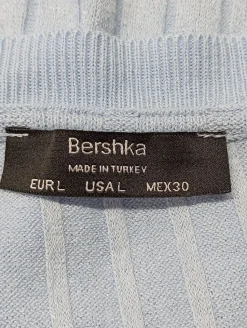 Bershka
MADE IN TURKEY
EUR L USA L MEX 30